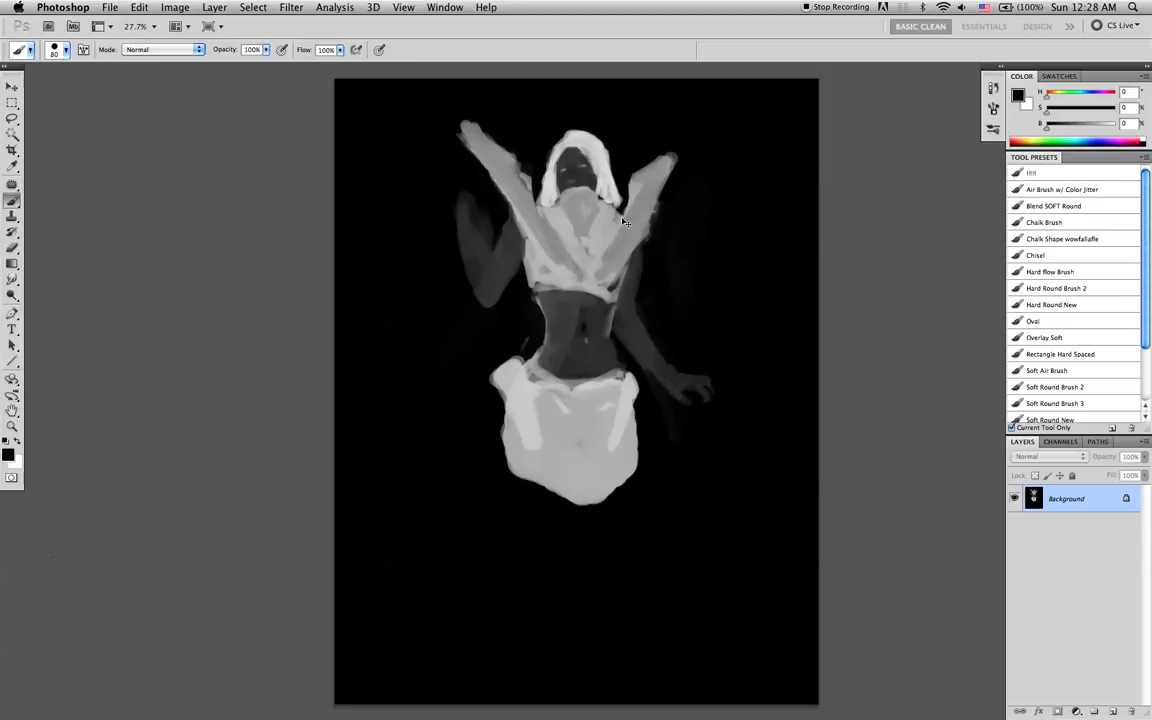 Photoshop File Edit Image Layer Select Filter Analysis 3D View Window Help Stop Recording (100%) Sun 12:28 AM
Ps Br Mb 27.7% BASIC CLEAN ESSENTIALS DESIGN CS Live
80 Mode: Normal Opacity: 100% Flow: 100%
COLOR SWATCHES
H 0 °
S 0 %
B 0 %
TOOL PRESETS
!!!!!
Air Brush w/ Color Jitter
Blend SOFT Round
Chalk Brush
Chalk Shape wowfallafle
Chisel
Hard flow Brush
Hard Round Brush 2
Hard Round New
Oval
Overlay Soft
Rectangle Hard Spaced
Soft Air Brush
Soft Round Brush 2
Soft Round Brush 3
Soft Round New
Current Tool Only
LAYERS CHANNELS PATHS
Normal Opacity: 100%
Lock: Fill: 100%
Background